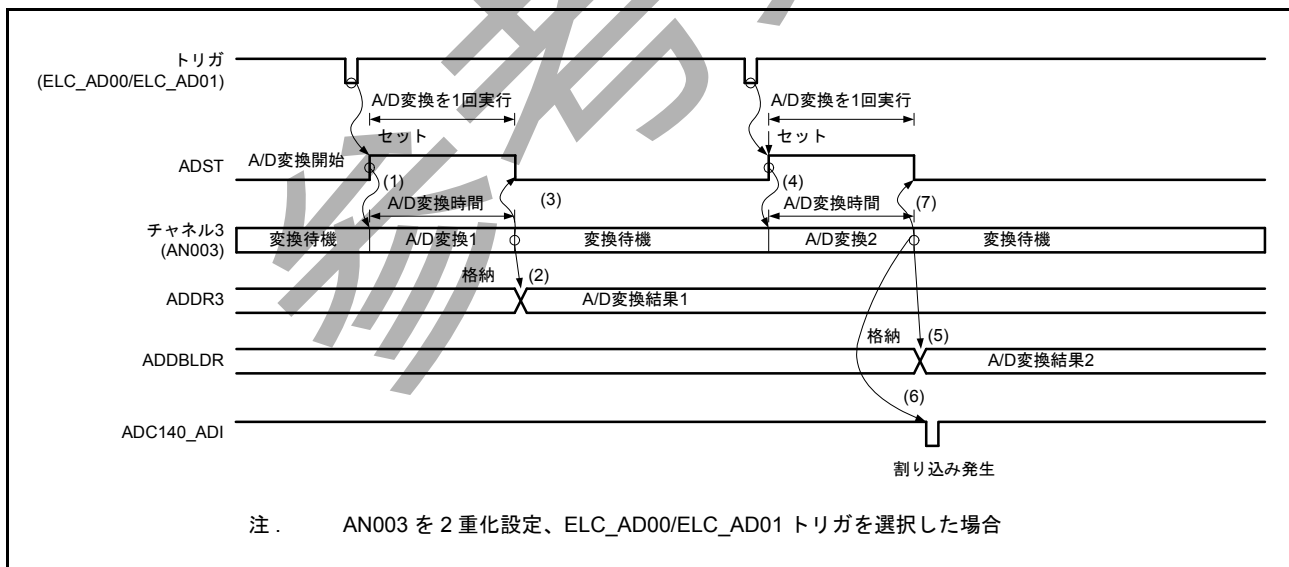 トリガ
(ELC_AD00/ELC_AD01)
A/D変換を1回実行 A/D変換を1回実行
セット セット
ADST A/D変換開始 (1) (3) (4) (7)
A/D変換時間 A/D変換時間
チャネル3
(AN003)
変換待機 A/D変換1 変換待機 A/D変換2 変換待機
格納 (2)
ADDR3 A/D変換結果1
格納 (5)
ADDBLDR A/D変換結果2
(6)
ADC140_ADI
割り込み発生
注 . AN003 を 2 重化設定、ELC_AD00/ELC_AD01 トリガを選択した場合
参考